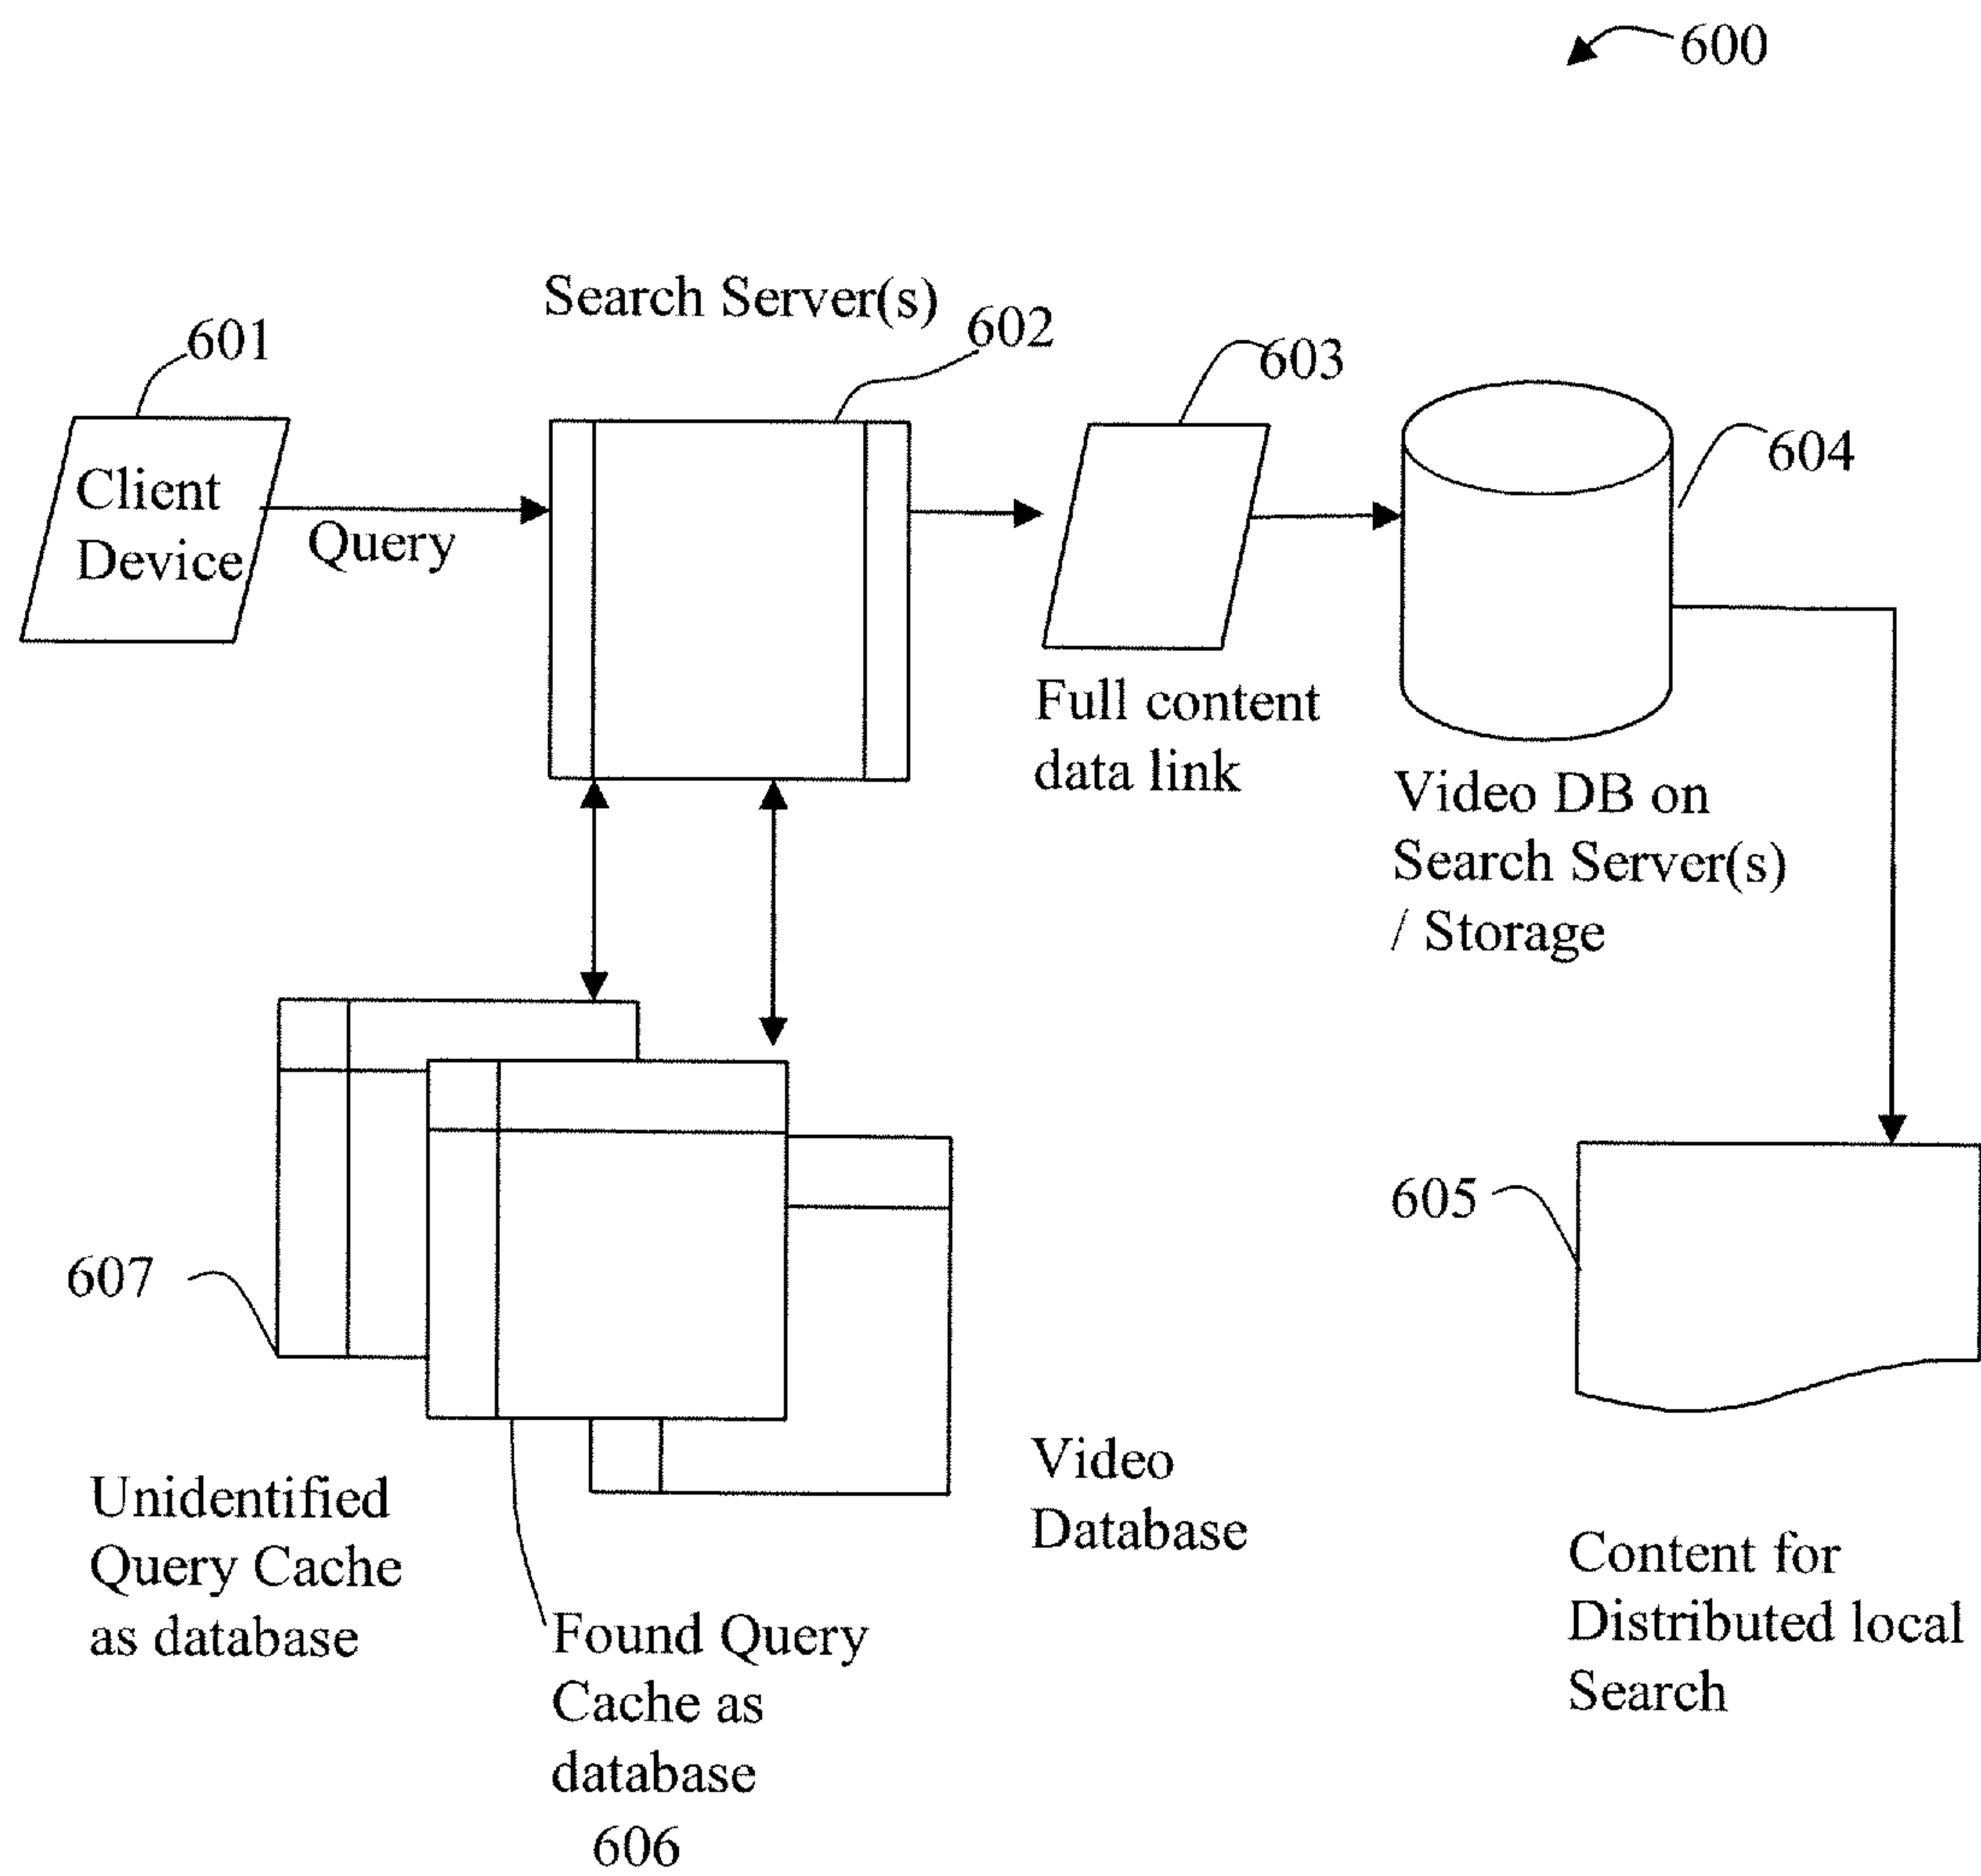 600
Search Server(s)
601
602
603
604
Client
Device
Query
Full content
data link
Video DB on
Search Server(s)
/ Storage
605
607
Video
Database
Unidentified
Query Cache
as database
Found Query
Cache as
database
606
Content for
Distributed local
Search